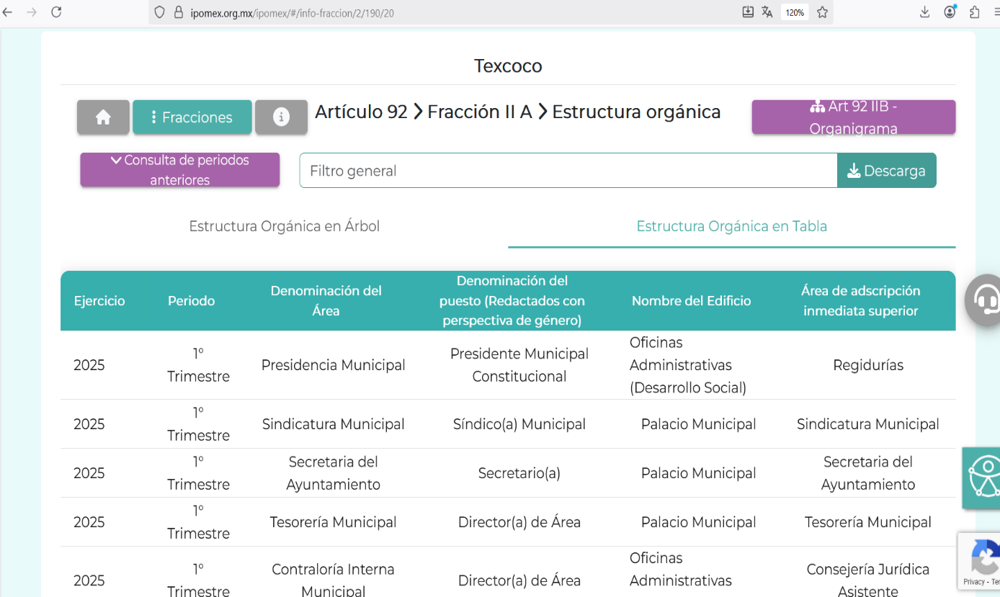 ipomex.org.mx/ipomex/#/info-fraccion/2/190/20
120%
Texcoco
Fracciones
Artículo 92 > Fracción II A > Estructura orgánica
Art 92 IIB -
Organigrama
Consulta de periodos
anteriores
Filtro general
Descarga
Estructura Orgánica en Árbol
Estructura Orgánica en Tabla
Ejercicio
Periodo
Denominación del
Área
Denominación del
puesto (Redactados con
perspectiva de género)
Nombre del Edificio
Área de adscripción
inmediata superior
2025
1°
Trimestre
Presidencia Municipal
Presidente Municipal
Constitucional
Oficinas
Administrativas
(Desarrollo Social)
Regidurías
2025
1°
Trimestre
Sindicatura Municipal
Síndico(a) Municipal
Palacio Municipal
Sindicatura Municipal
2025
1°
Trimestre
Secretaria del
Ayuntamiento
Secretario(a)
Palacio Municipal
Secretaria del
Ayuntamiento
2025
1°
Trimestre
Tesorería Municipal
Director(a) de Área
Palacio Municipal
Tesorería Municipal
2025
1°
Trimestre
Contraloría Interna
Municipal
Director(a) de Área
Oficinas
Administrativas
Consejería Jurídica
Asistente
Privacy - Ter